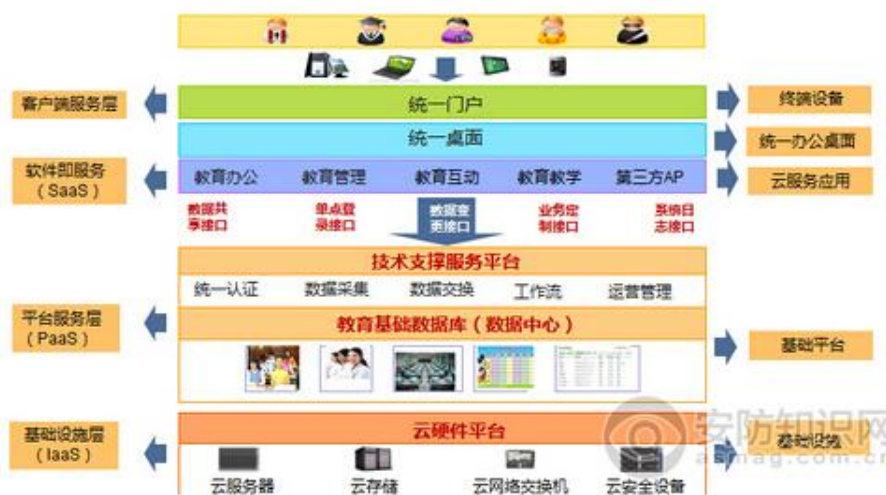 客户端服务层
统一门户
终端设备
统一桌面
统一办公桌面
软件即服务
（SaaS）
教育办公 教育管理 教育互动 教育教学 第三方AP
云服务应用
数据共
享接口
单点登
录接口
数据变
更接口
业务定
制接口
系统日
志接口
技术支撑服务平台
统一认证 数据采集 数据交换 工作流 运营管理
平台服务层
（PaaS）
教育基础数据库（数据中心）
基础平台
基础设施层
（IaaS）
云硬件平台
基础设施
云服务器 云存储 云网络交换机 云安全设备
安防知识网
asmag.com.cn